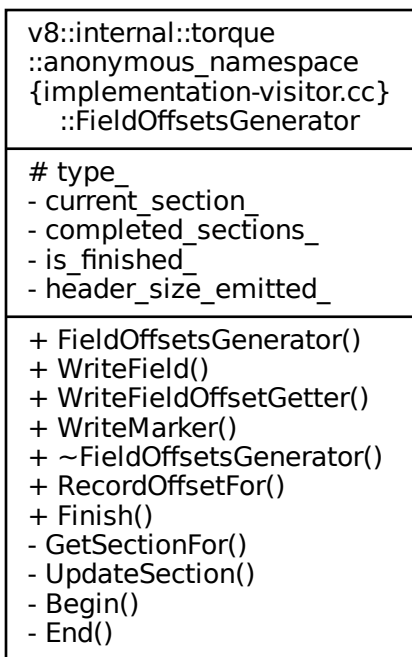 v8::internal::torque
::anonymous_namespace
{implementation-visitor.cc}
::FieldOffsetsGenerator
# type_
- current_section_
- completed_sections_
- is_finished_
- header_size_emitted_
+ FieldOffsetsGenerator()
+ WriteField()
+ WriteFieldOffsetGetter()
+ WriteMarker()
+ ~FieldOffsetsGenerator()
+ RecordOffsetFor()
+ Finish()
- GetSectionFor()
- UpdateSection()
- Begin()
- End()